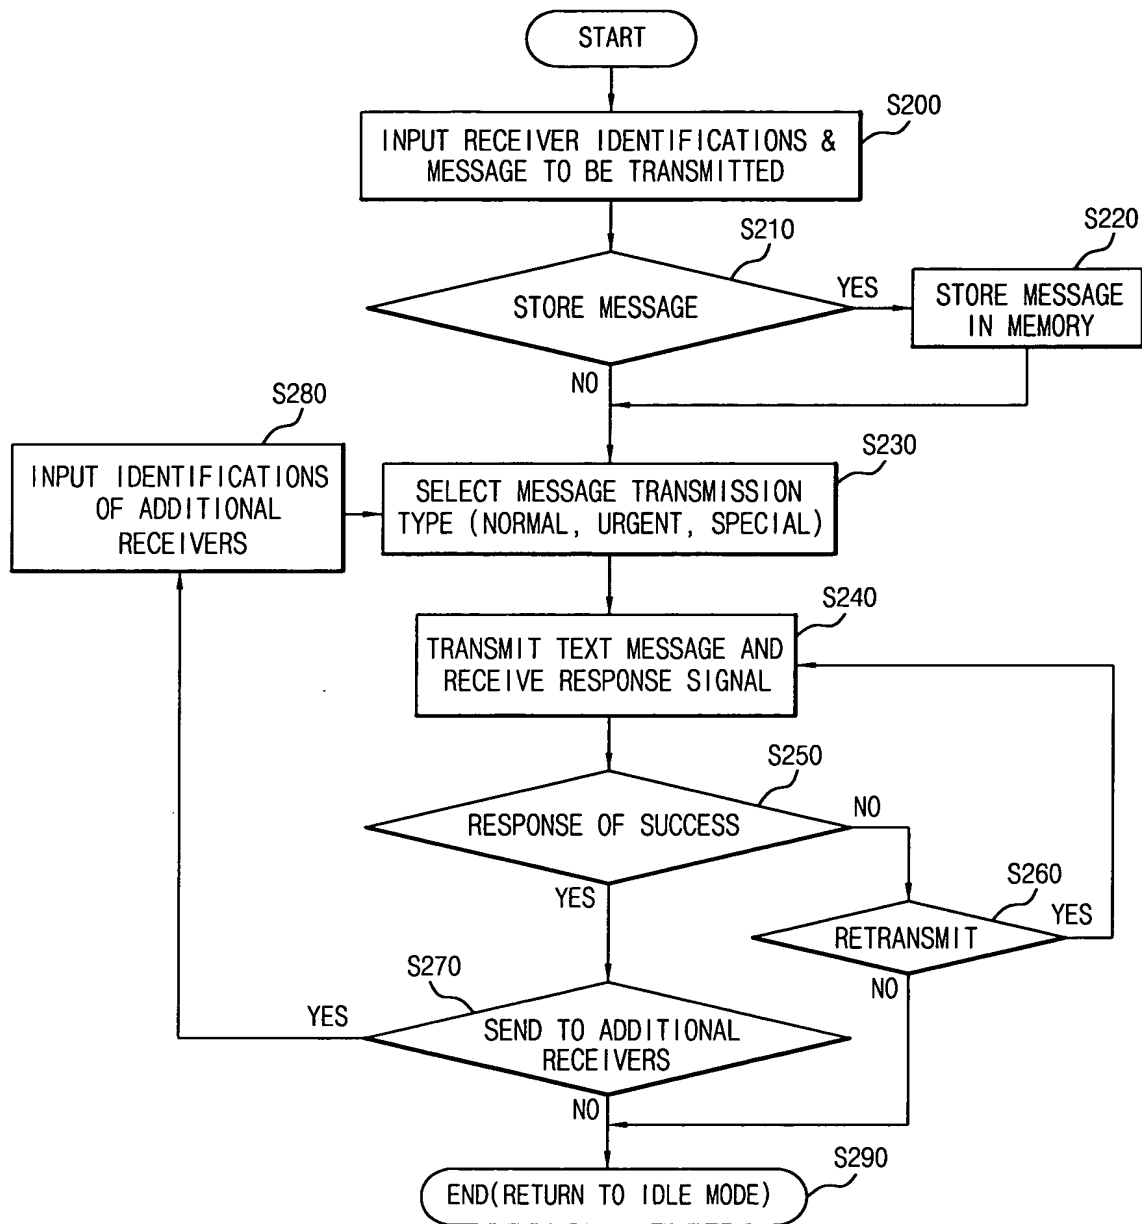 START
S200
INPUT RECEIVER IDENTIFICATIONS &
MESSAGE TO BE TRANSMITTED
S210
STORE MESSAGE
YES
NO
S220
STORE MESSAGE
IN MEMORY
S280
INPUT IDENTIFICATIONS
OF ADDITIONAL
RECEIVERS
S230
SELECT MESSAGE TRANSMISSION
TYPE (NORMAL, URGENT, SPECIAL)
S240
TRANSMIT TEXT MESSAGE AND
RECEIVE RESPONSE SIGNAL
S250
RESPONSE OF SUCCESS
NO
YES
S260
RETRANSMIT
YES
NO
S270
SEND TO ADDITIONAL
RECEIVERS
YES
NO
S290
END(RETURN TO IDLE MODE)